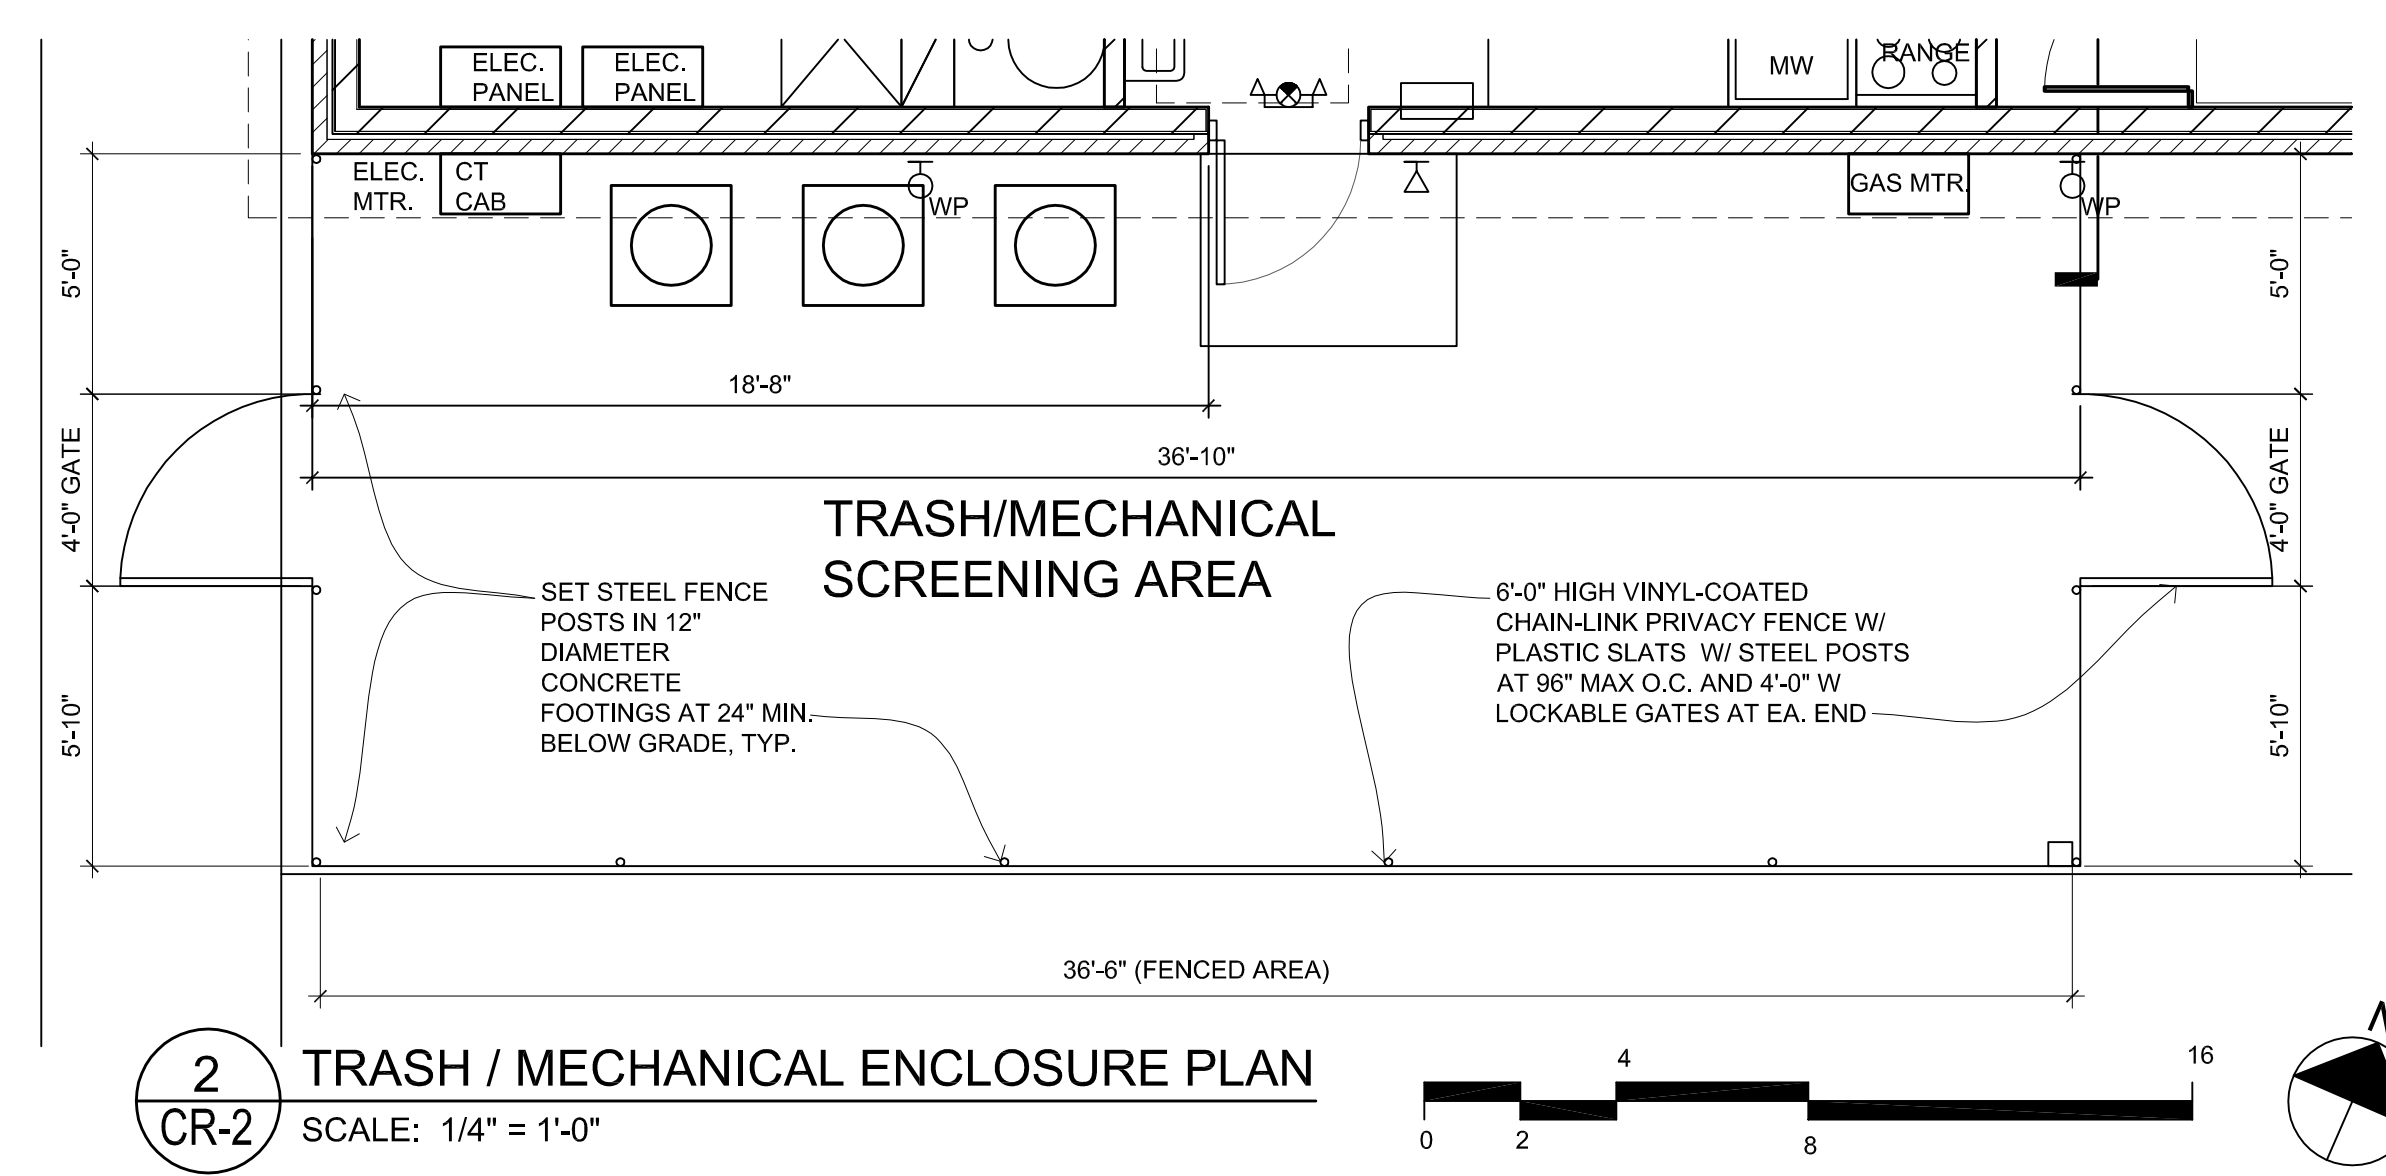 ELEC.
PANEL
ELEC.
PANEL
MW
RANGE
ELEC.
MTR.
CT
CAB
WP
GAS MTR.
WP
5'-0"
5'-0"
18'-8"
36'-10"
4'-0" GATE
4'-0" GATE
TRASH/MECHANICAL
SCREENING AREA
SET STEEL FENCE
POSTS IN 12"
DIAMETER
CONCRETE
FOOTINGS AT 24" MIN.
BELOW GRADE, TYP.
6'-0" HIGH VINYL-COATED
CHAIN-LINK PRIVACY FENCE W/
PLASTIC SLATS W/ STEEL POSTS
AT 96" MAX O.C. AND 4'-0" W
LOCKABLE GATES AT EA. END
5'-10"
5'-10"
36'-6" (FENCED AREA)
2
CR-2
TRASH / MECHANICAL ENCLOSURE PLAN
SCALE: 1/4" = 1'-0"
4
16
0
2
8